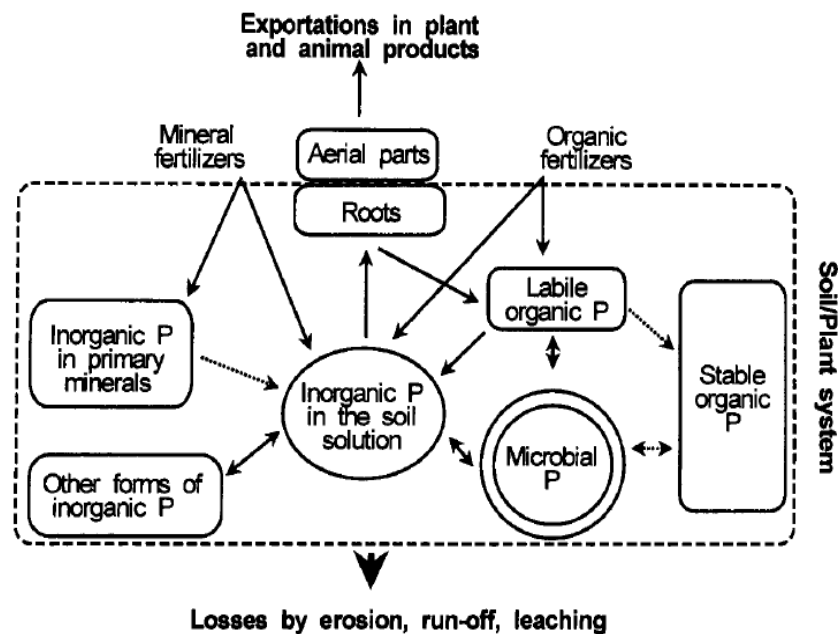 Exportations in plant
and animal products
Mineral
fertilizers
Organic
fertilizers
Aerial parts
Roots
Labile
organic P
Inorganic P
in primary
minerals
Inorganic P
in the soil
solution
Stable
organic
P
Microbial
P
Other forms of
inorganic P
Soil/Plant system
Losses by erosion, run-off, leaching